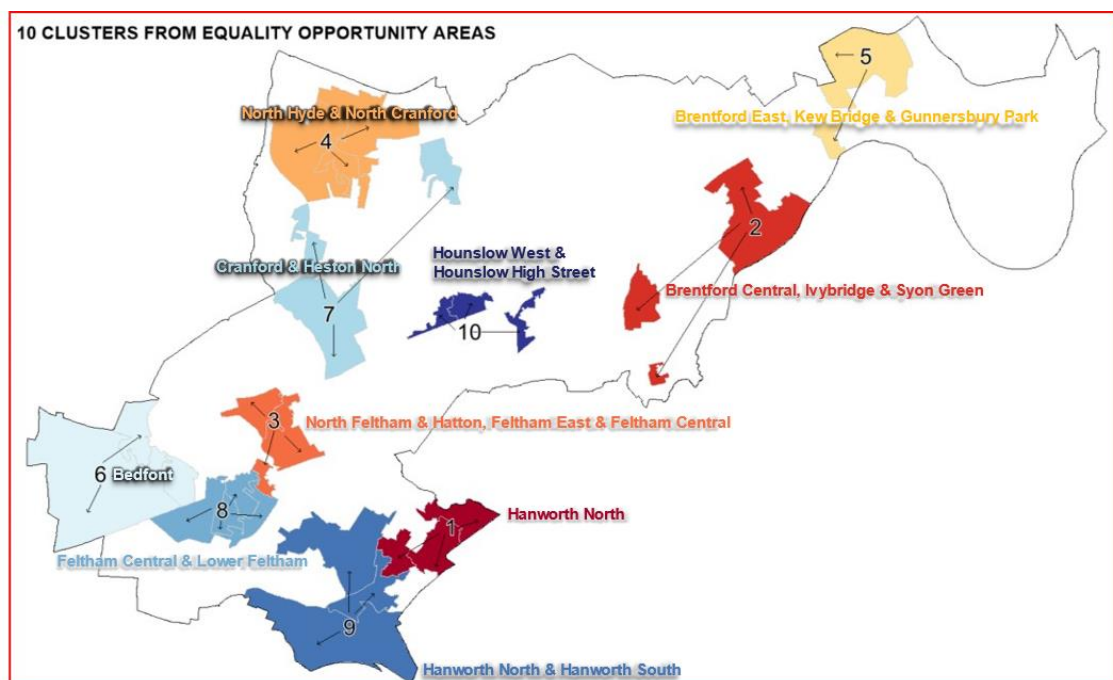 10 CLUSTERS FROM EQUALITY OPPORTUNITY AREAS
5
North Hyde & North Cranford
Brentford East, Kew Bridge & Gunnersbury Park
4
2
Hounslow West &
Hounslow High Street
Cranford & Heston North
Brentford Central, Ivybridge & Syon Green
7
10
3
North Feltham & Hatton, Feltham East & Feltham Central
6
Bedfont
8
Hanworth North
1
Feltham Central & Lower Feltham
9
Hanworth North & Hanworth South